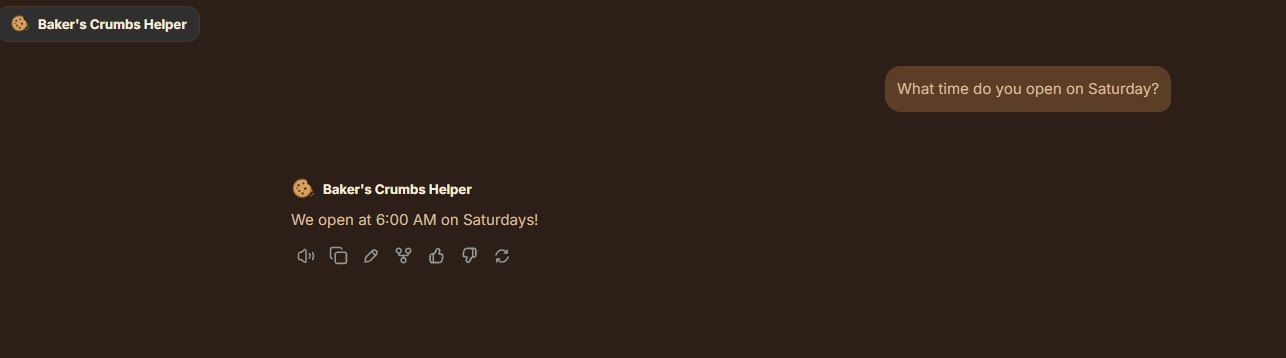 Baker's Crumbs Helper
What time do you open on Saturday?
Baker's Crumbs Helper
We open at 6:00 AM on Saturdays!